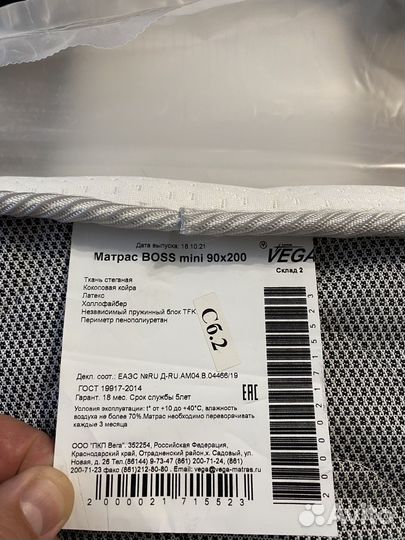 Дата выпуска: 16.10.21
Матрас BOSS mini 90x200
® VEGA
Склад 2
Ткань стеганая
Кокосовая койра
Латекс
Холлофайбер
Независимый пружинный блок TFK
Периметр пенополиуретан
Сб.2
Декл. соот.: ЕАЭС №RU Д-RU.АМ04.В.04466/19
ГОСТ 19917-2014
Гарант. 18 мес. Срок службы 5лет
EAC
Условия эксплуатации: t° от +10 до +40°С, влажность
воздуха не более 70%.Матрас необходимо переворачивать
каждые 3 месяца
ООО "ПКП Вега". 352254, Российская Федерация,
Краснодарский край, Отрадненский район,х. Садовый, ул.
Новая, д. 26 Тел.(86144) 9-73-47 (861) 200-71-24, (861)
200-71-23 факс (861)212-80-80 . Email: vega@vega-matras.ru
2000021715523
2000021715523
Avito